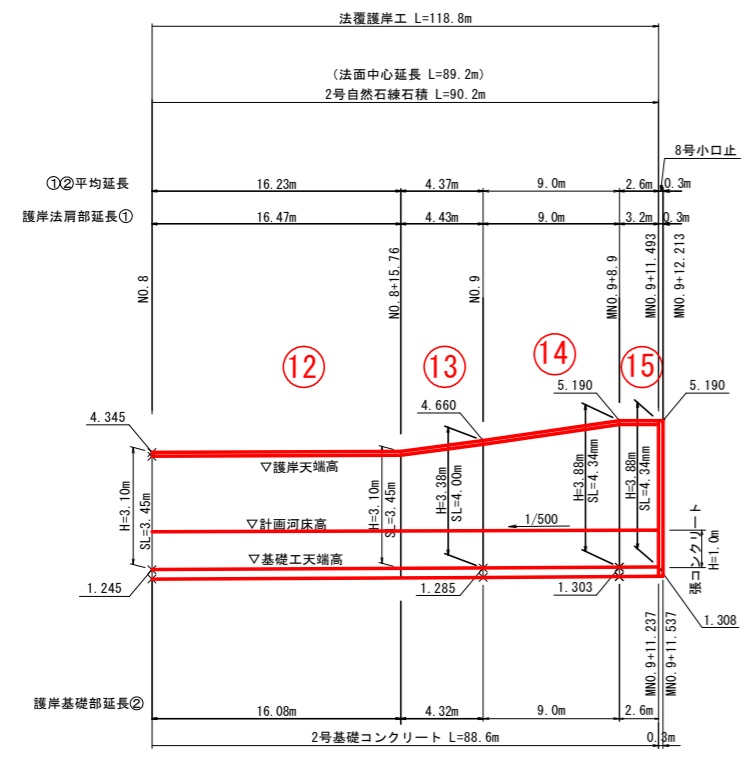 法覆護岸工 L=118.8m
(法面中心延長 L=89.2m)
2号自然石練石積 L=90.2m
8号小口止
①②平均延長
16.23m
4.37m
9.0m
2.6m
0.3m
護岸法肩部延長①
16.47m
4.43m
9.0m
3.2m
0.3m
NO.8
NO.8+15.76
NO.9
MNO.9+8.9
MNO.9+11.493
MNO.9+12.213
⑫
⑬
⑭
⑮
4.345
4.660
5.190
5.190
▽護岸天端高
H=3.10m
SL=3.45m
H=3.10m
SL=3.45m
H=3.38m
SL=4.00m
H=3.88m
SL=4.34mm
H=3.88m
SL=4.34mm
▽計画河床高
1/500
▽基礎工天端高
張コンクリート
H=1.0m
1.245
1.285
1.303
1.308
MNO.9+11.237
MNO.9+11.537
護岸基礎部延長②
16.08m
4.32m
9.0m
2.6m
2号基礎コンクリート L=88.6m
0.3m